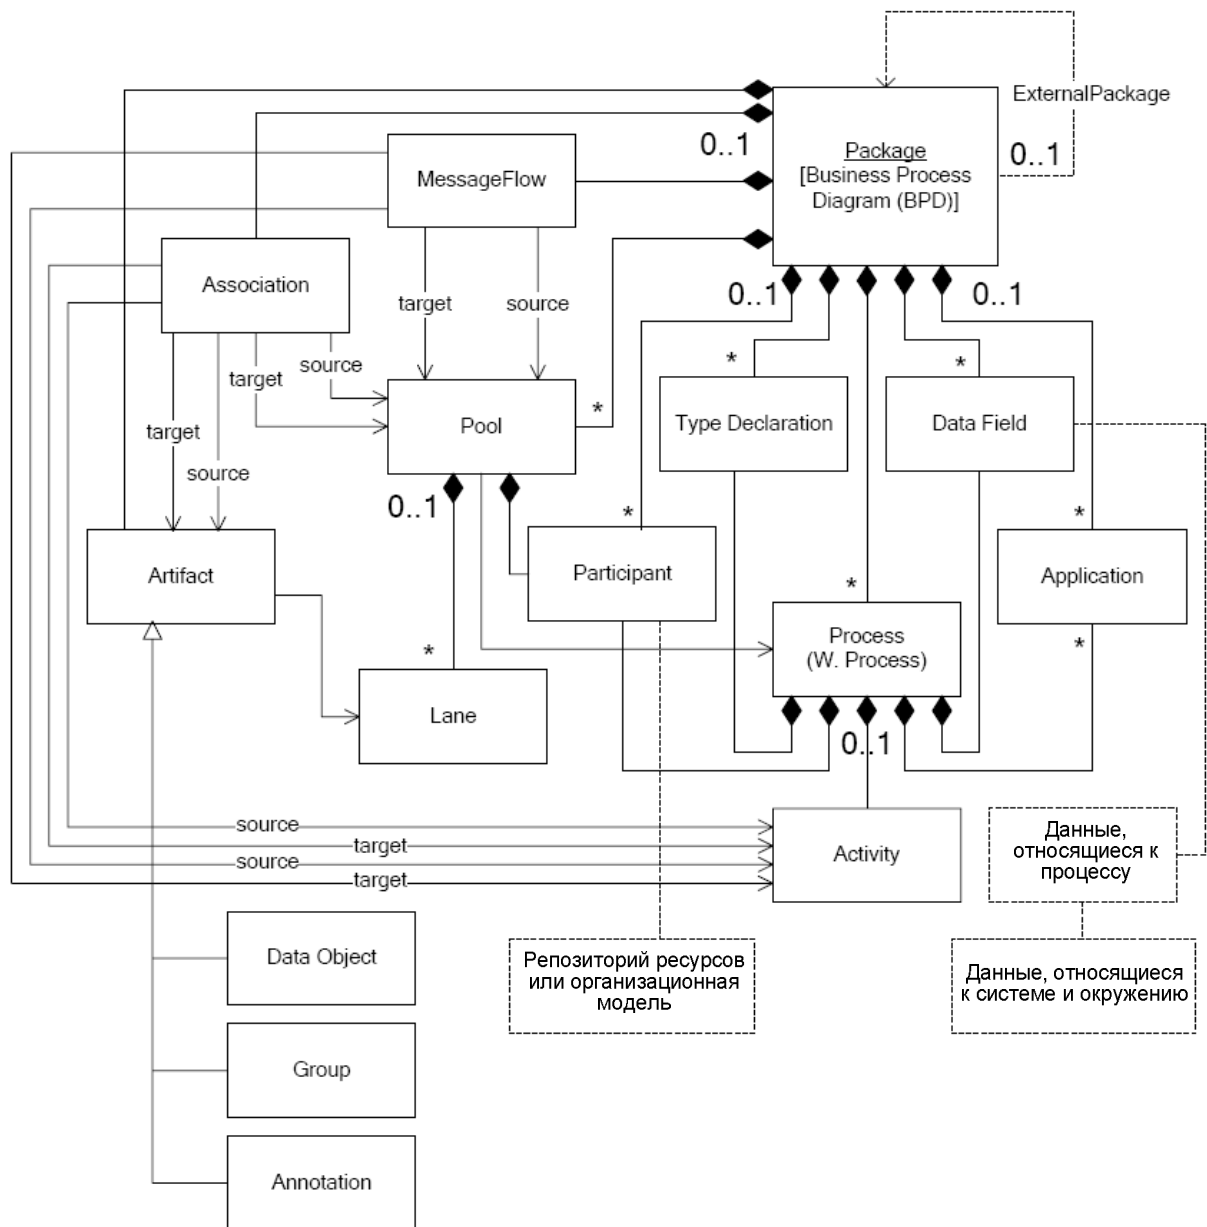 ExternalPackage
0..1
0..1
Package
[Business Process
Diagram (BPD)]
MessageFlow
Association
0..1
0..1
target
source
source
target
*
*
*
Pool
Type Declaration
Data Field
target
source
0..1
*
*
Artifact
Participant
Application
*
Process
(W. Process)
*
*
Lane
0..1
source
target
source
target
Activity
Данные,
относящиеся к
процессу
Data Object
Репозиторий ресурсов
или организационная
модель
Данные, относящиеся
к системе и окружению
Group
Annotation